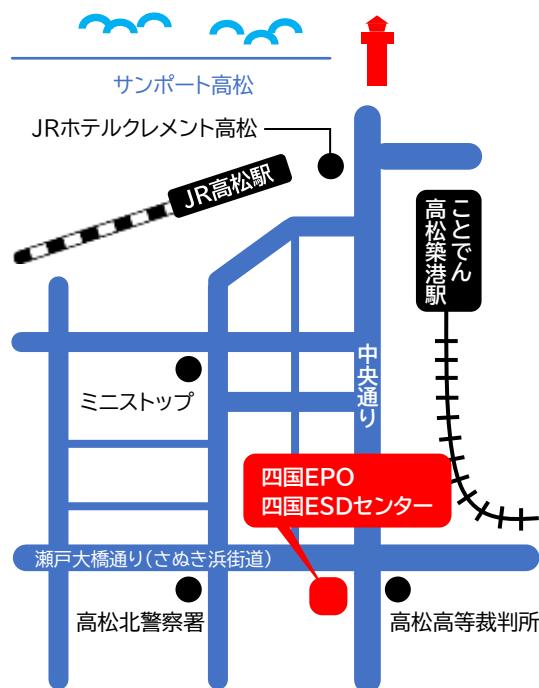 サンポート高松
JRホテルクレメント高松
JR高松駅
ことでん
高松築港駅
中央通り
ミニストップ
四国EPO
四国ESDセンター
瀬戸大橋通り(さぬき浜街道)
高松北警察署
高松高等裁判所